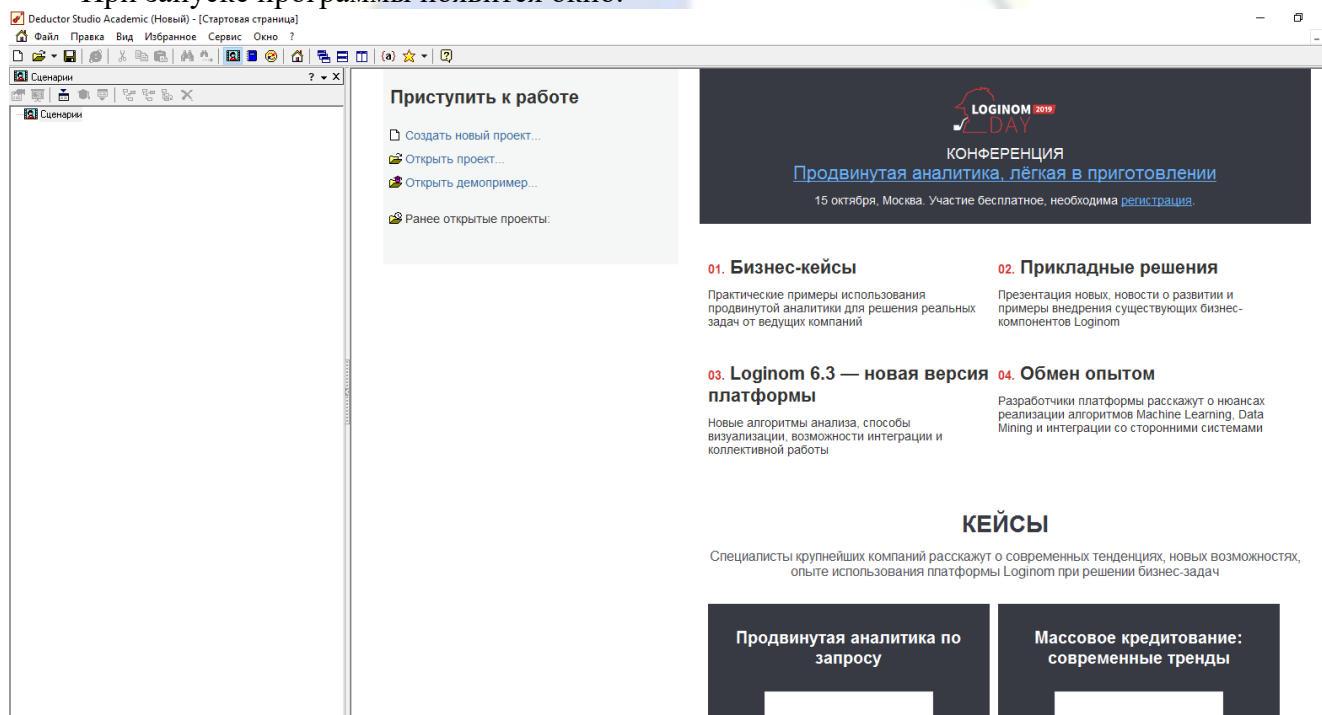 При запуске программы появится окно:
Deductor Studio Academic (Новый) - [Стартовая страница]
Файл Правка Вид Избранное Сервис Окно ?
Сценарии
Сценарии
Приступить к работе
Создать новый проект...
Открыть проект...
Открыть демопример...
Ранее открытые проекты:
LOGINOM 2019
DAY
КОНФЕРЕНЦИЯ
Продвинутая аналитика, лёгкая в приготовлении
15 октября, Москва. Участие бесплатное, необходима регистрация.
01. Бизнес-кейсы
Практические примеры использования
продвинутой аналитики для решения реальных
задач от ведущих компаний
02. Прикладные решения
Презентация новых, новости о развитии и
примеры внедрения существующих бизнес-
компонентов Loginom
03. Loginom 6.3 — новая версия
платформы
Новые алгоритмы анализа, способы
визуализации, возможности интеграции и
коллективной работы
04. Обмен опытом
Разработчики платформы расскажут о нюансах
реализации алгоритмов Machine Learning, Data
Mining и интеграции со сторонними системами
КЕЙСЫ
Специалисты крупнейших компаний расскажут о современных тенденциях, новых возможностях,
опыте использования платформы Loginom при решении бизнес-задач
Продвинутая аналитика по
запросу
Массовое кредитование:
современные тренды